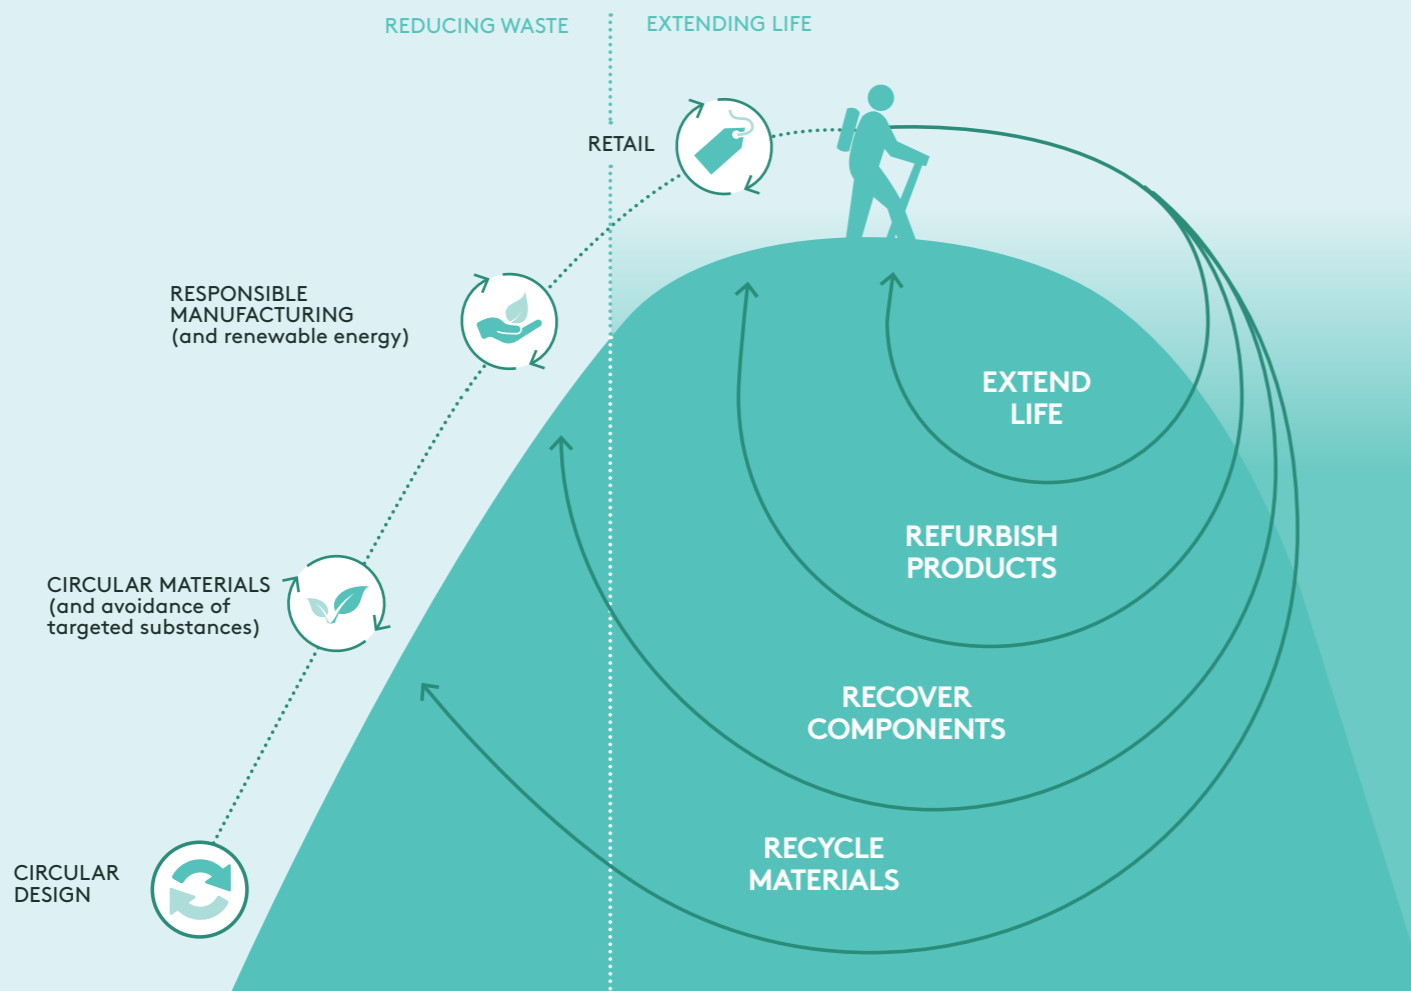 REDUCING WASTE
EXTENDING LIFE
RETAIL
RESPONSIBLE
MANUFACTURING
(and renewable energy)
EXTEND
LIFE
REFURBISH
PRODUCTS
CIRCULAR MATERIALS
(and avoidance of
targeted substances)
RECOVER
COMPONENTS
RECYCLE
MATERIALS
CIRCULAR
DESIGN